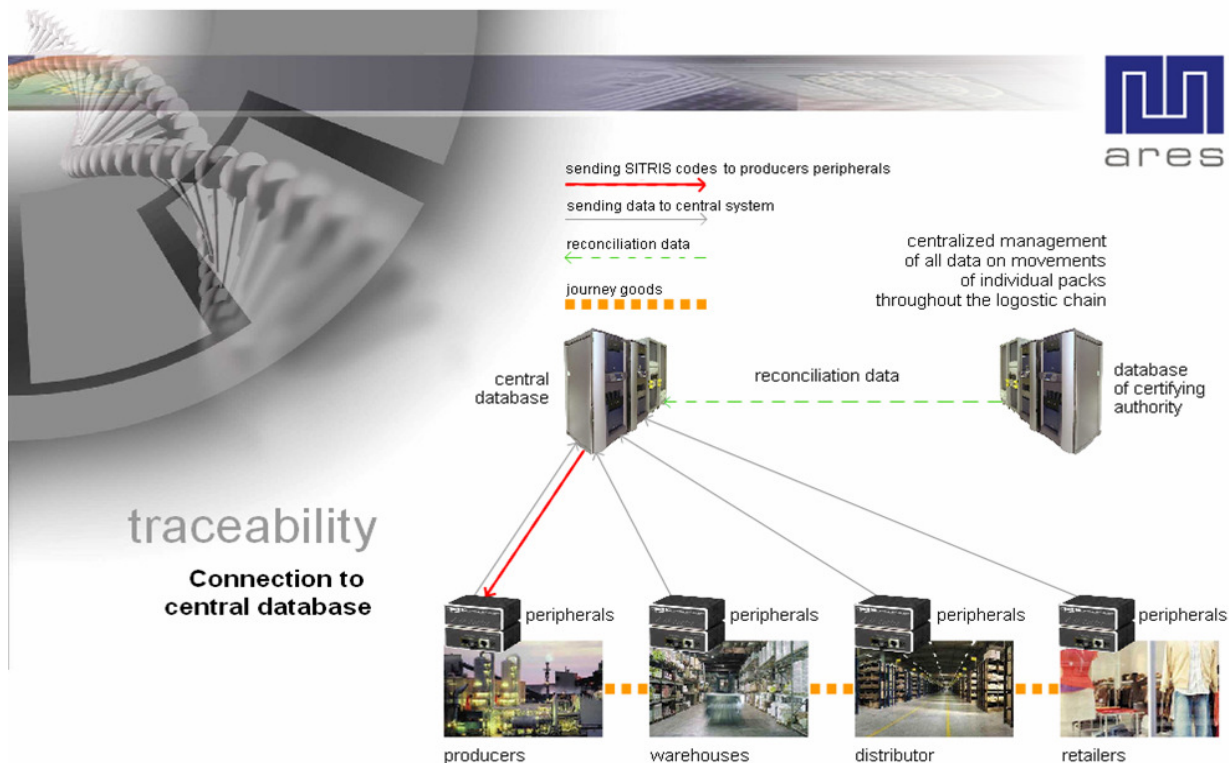 ares
sending SITRIS codes to producers peripherals
sending data to central system
reconciliation data
journey goods
centralized management
of all data on movements
of individual packs
throughout the logostic chain
central
database
reconciliation data
database
of certifying
authority
traceability
Connection to
central database
peripherals
peripherals
peripherals
peripherals
producers
warehouses
distributor
retailers